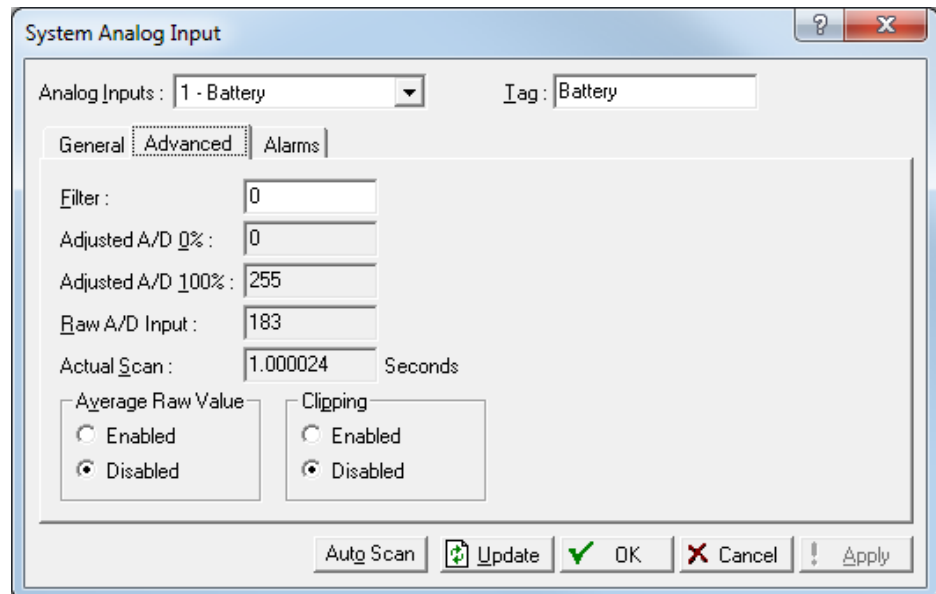 System Analog Input
Analog Inputs : 1 - Battery Tag : Battery
General Advanced Alarms
Filter : 0
Adjusted A/D 0% : 0
Adjusted A/D 100% : 255
Raw A/D Input : 183
Actual Scan : 1.000024 Seconds
Average Raw Value Clipping
Enabled Enabled
Disabled Disabled
Auto Scan Update OK Cancel Apply